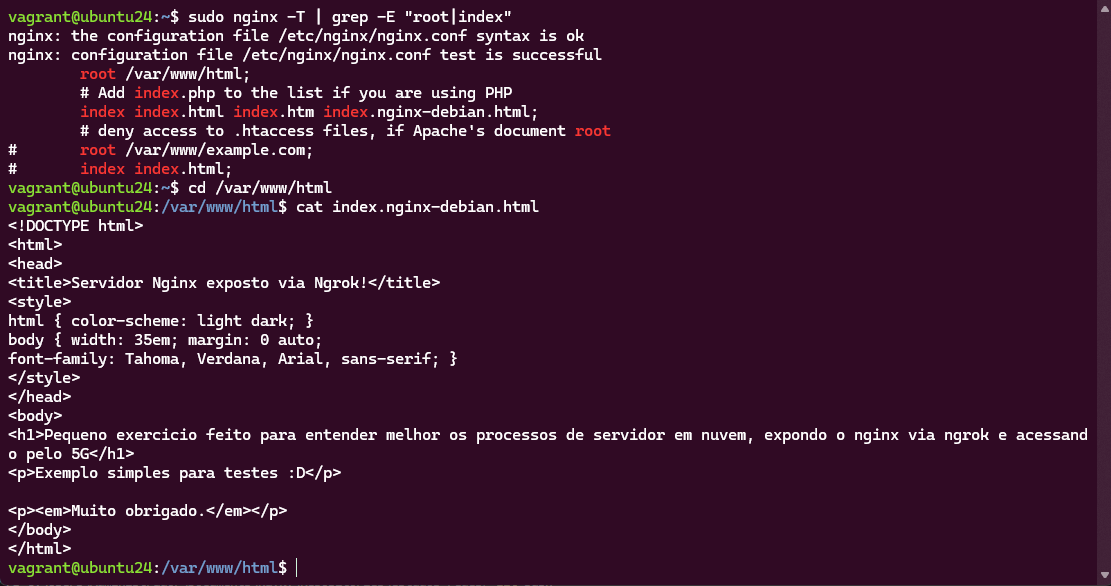 vagrant@ubuntu24:~$ sudo nginx -T | grep -E "root|index"
nginx: the configuration file /etc/nginx/nginx.conf syntax is ok
nginx: configuration file /etc/nginx/nginx.conf test is successful
        root /var/www/html;
        # Add index.php to the list if you are using PHP
        index index.html index.htm index.nginx-debian.html;
        # deny access to .htaccess files, if Apache's document root
#       root /var/www/example.com;
#       index index.html;
vagrant@ubuntu24:~$ cd /var/www/html
vagrant@ubuntu24:/var/www/html$ cat index.nginx-debian.html
<!DOCTYPE html>
<html>
<head>
<title>Servidor Nginx exposto via Ngrok!</title>
<style>
html { color-scheme: light dark; }
body { width: 35em; margin: 0 auto;
font-family: Tahoma, Verdana, Arial, sans-serif; }
</style>
</head>
<body>
<h1>Pequeno exercicio feito para entender melhor os processos de servidor em nuvem, expondo o nginx via ngrok e acessand
o pelo 5G</h1>
<p>Exemplo simples para testes :D</p>

<p><em>Muito obrigado.</em></p>
</body>
</html>
vagrant@ubuntu24:/var/www/html$